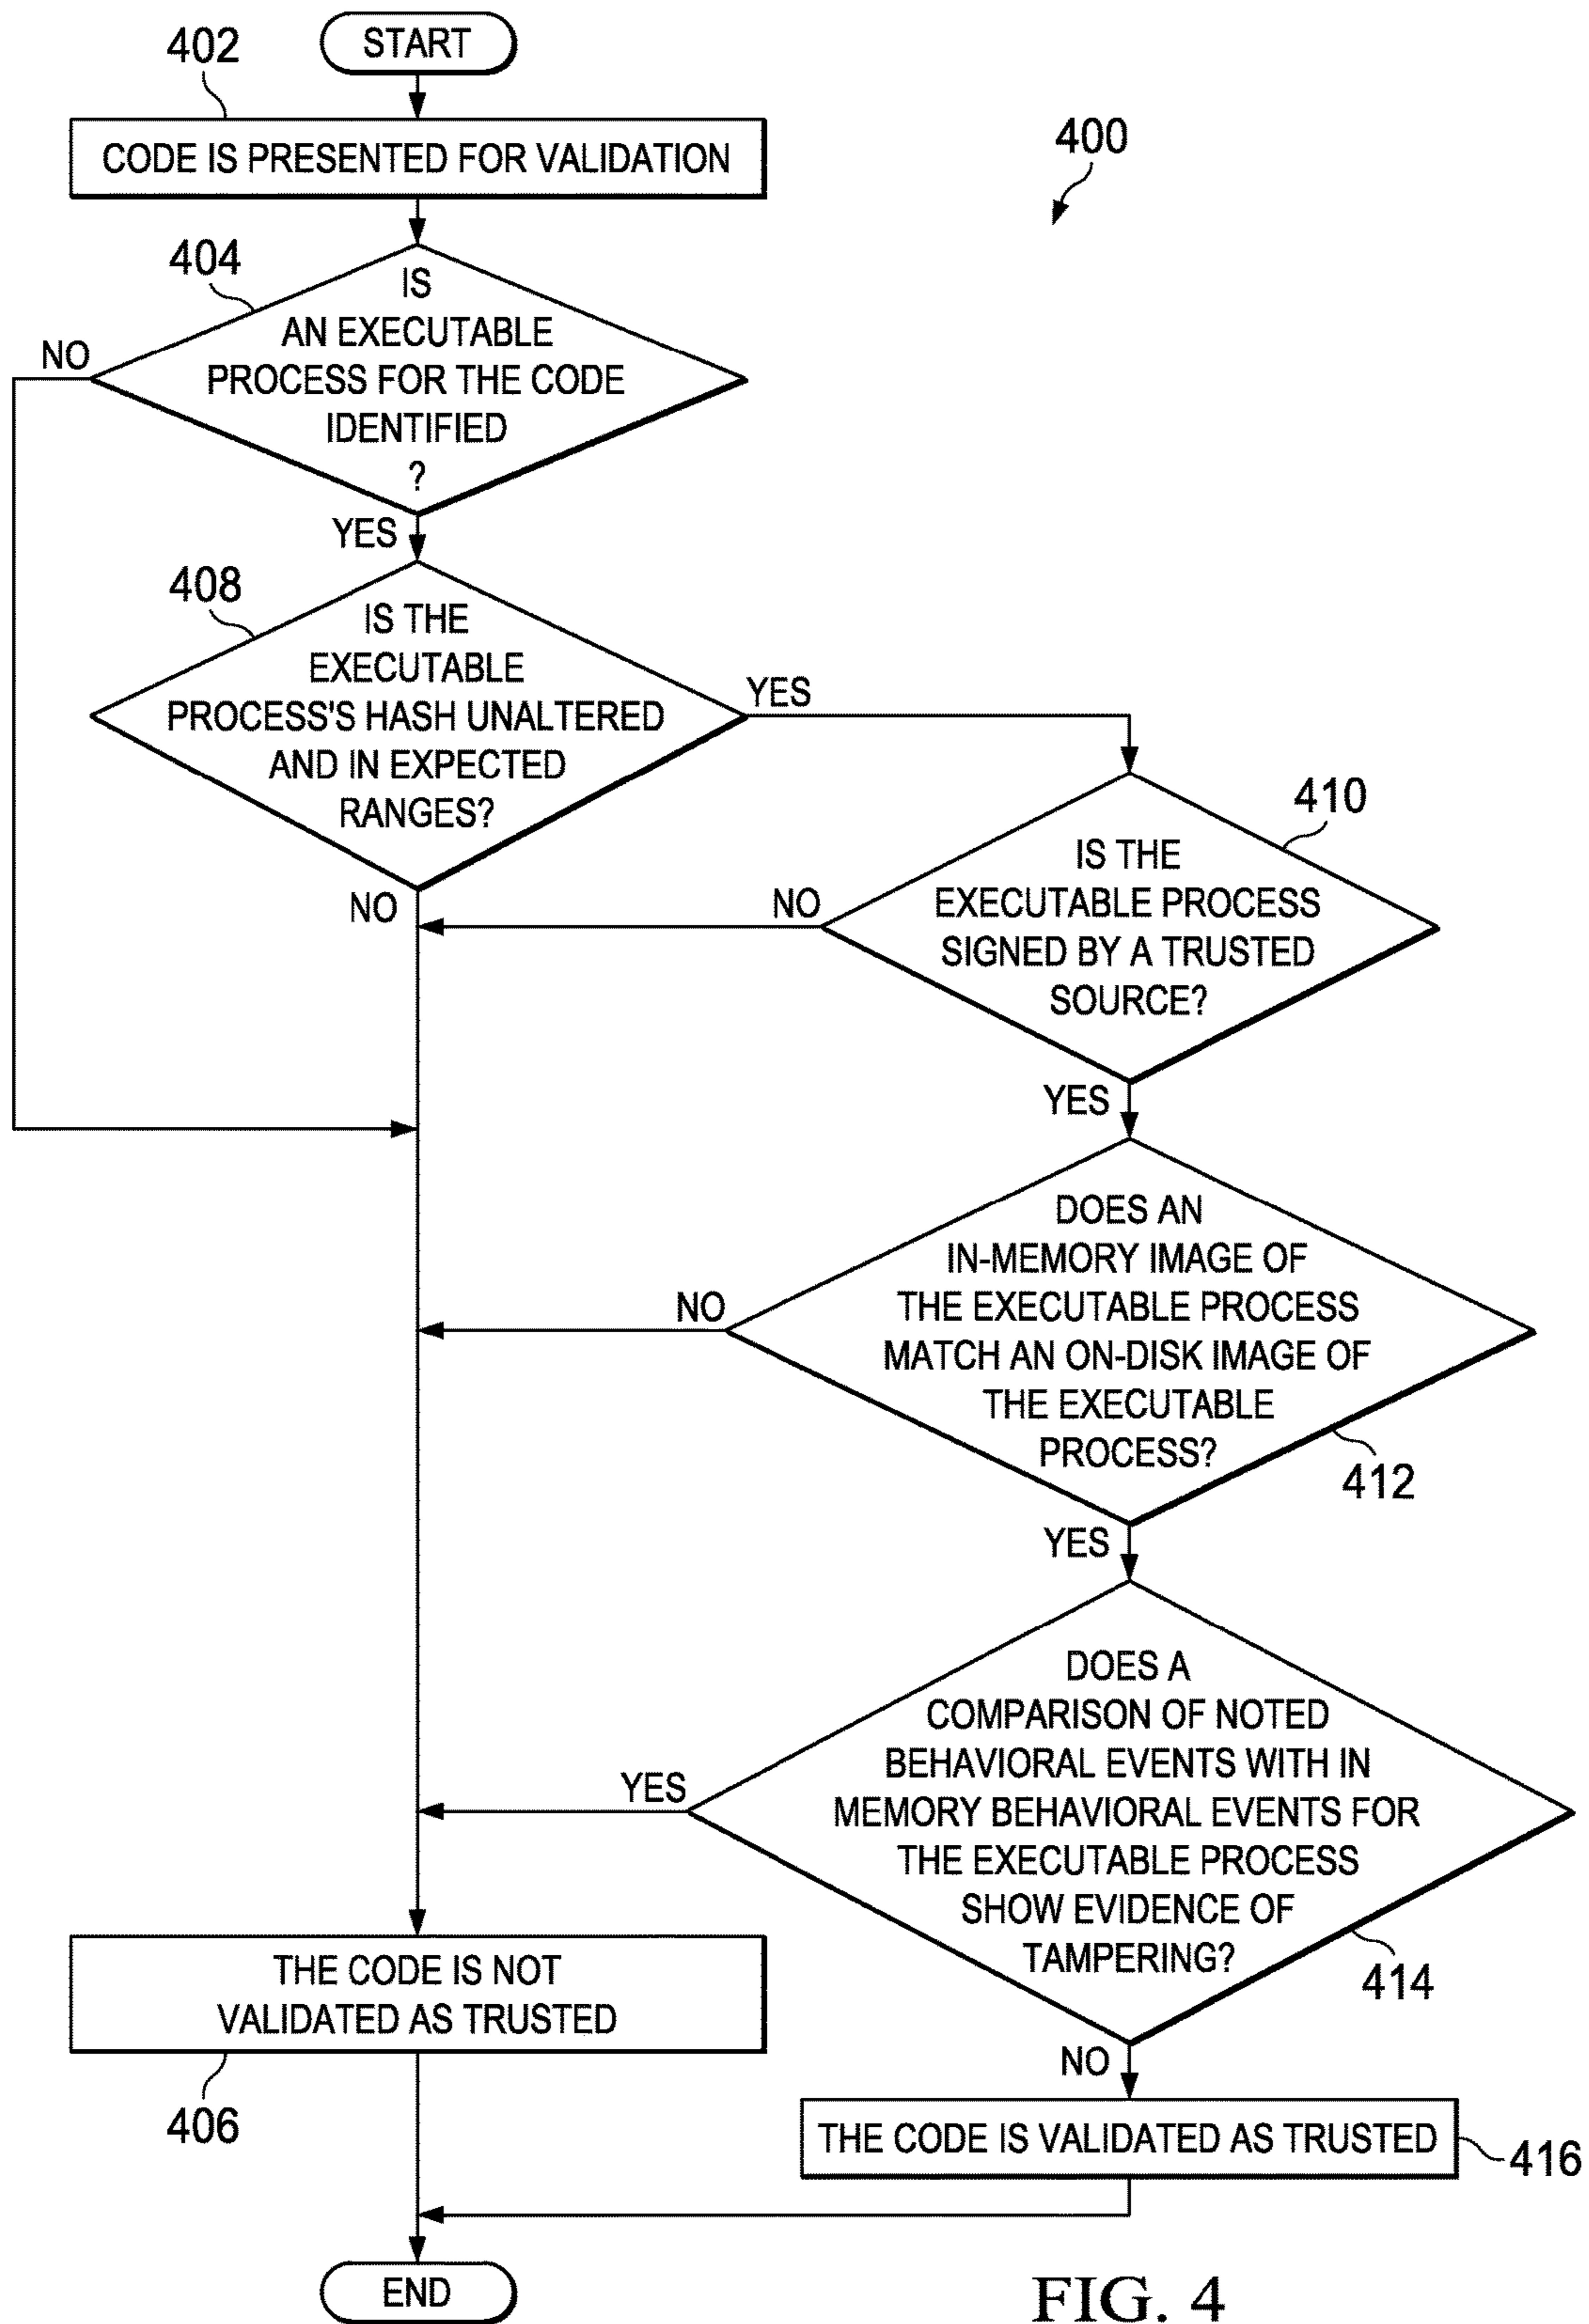 START
402
CODE IS PRESENTED FOR VALIDATION
400
404
IS
AN EXECUTABLE
PROCESS FOR THE CODE
IDENTIFIED
?
NO
YES
408
IS THE
EXECUTABLE
PROCESS'S HASH UNALTERED
AND IN EXPECTED
RANGES?
YES
NO
410
IS THE
EXECUTABLE PROCESS
SIGNED BY A TRUSTED
SOURCE?
NO
YES
DOES AN
IN-MEMORY IMAGE OF
THE EXECUTABLE PROCESS
MATCH AN ON-DISK IMAGE OF
THE EXECUTABLE
PROCESS?
NO
412
YES
DOES A
COMPARISON OF NOTED
BEHAVIORAL EVENTS WITH IN
MEMORY BEHAVIORAL EVENTS FOR
THE EXECUTABLE PROCESS
SHOW EVIDENCE OF
TAMPERING?
YES
414
NO
THE CODE IS NOT
VALIDATED AS TRUSTED
406
THE CODE IS VALIDATED AS TRUSTED
416
END
FIG. 4